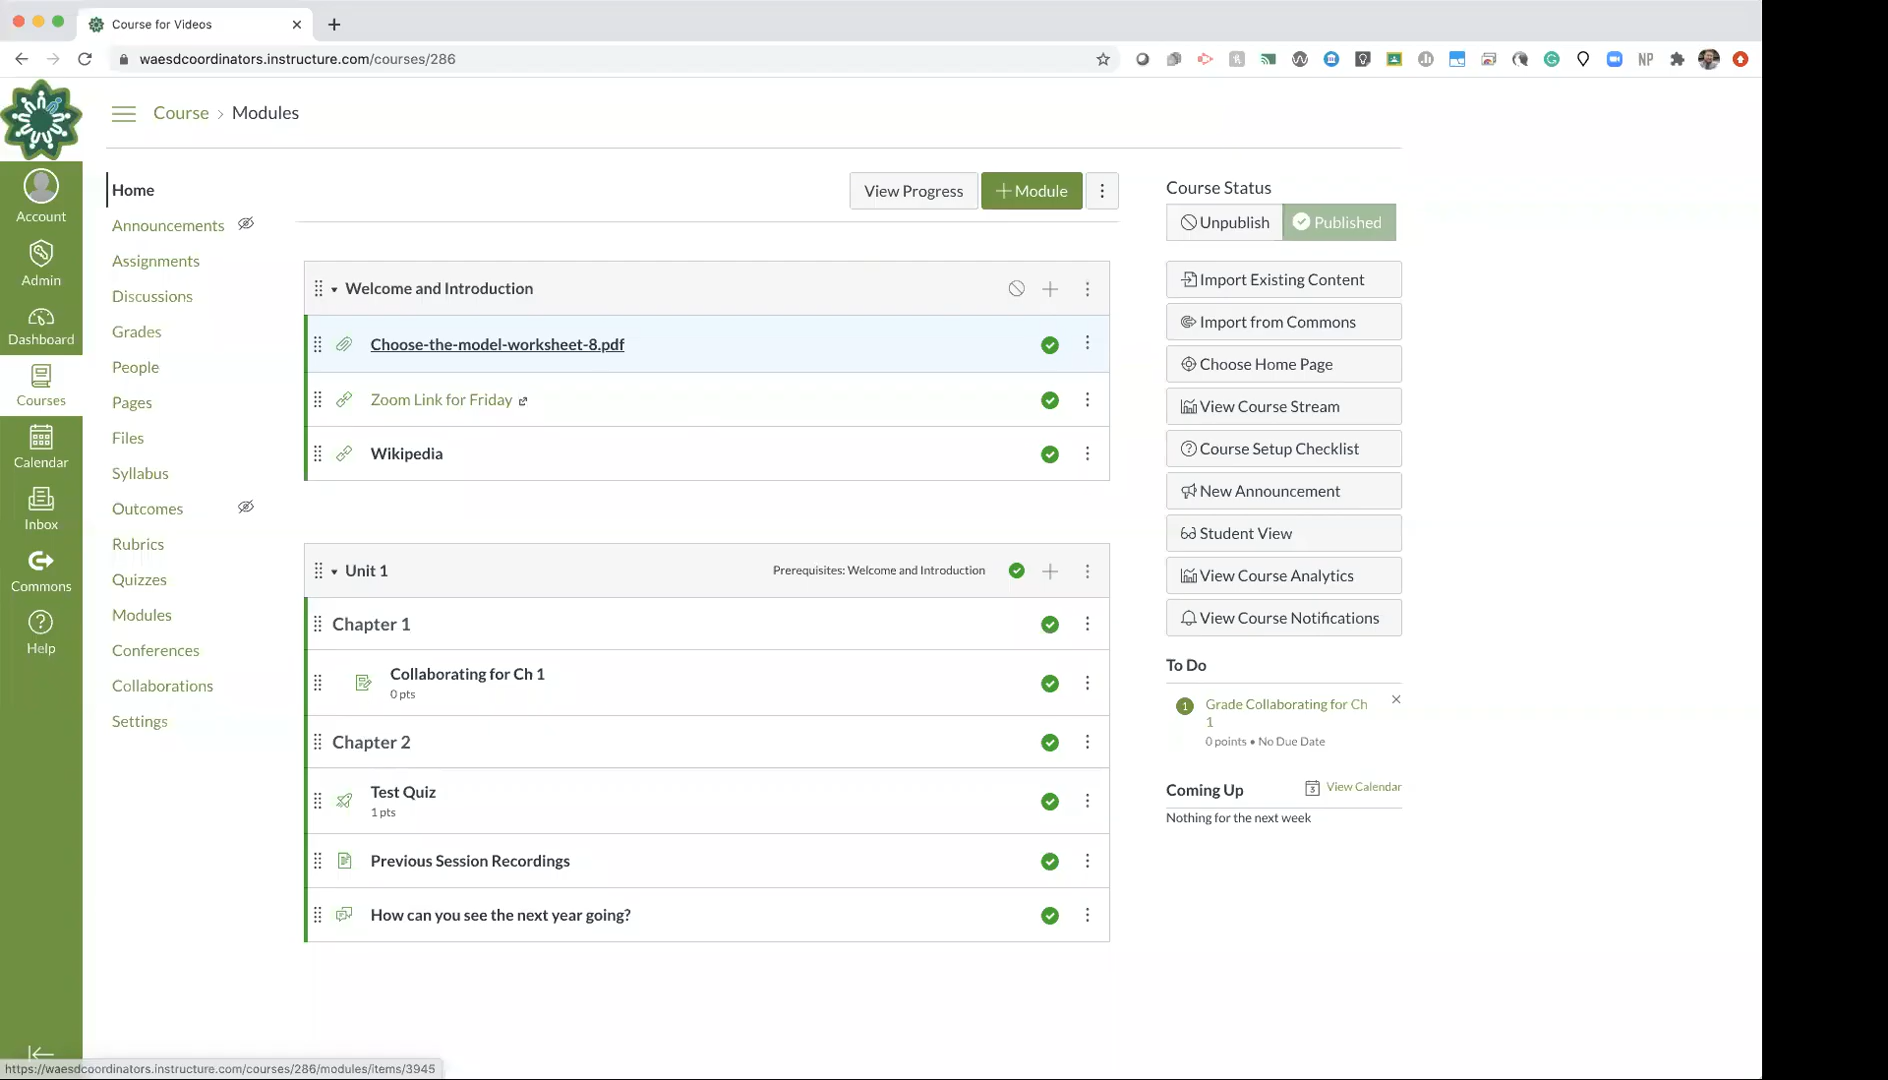 Course for Videos
waesdcoordinators.instructure.com/courses/286
NP
Course › Modules
Account
Admin
Dashboard
Courses
Calendar
Inbox
Commons
Help
Home
Announcements
Assignments
Discussions
Grades
People
Pages
Files
Syllabus
Outcomes
Rubrics
Quizzes
Modules
Conferences
Collaborations
Settings
View Progress
Module
Welcome and Introduction
Choose-the-model-worksheet-8.pdf
Zoom Link for Friday
Wikipedia
Unit 1
Prerequisites: Welcome and Introduction
Chapter 1
Collaborating for Ch 1
0 pts
Chapter 2
Test Quiz
1 pts
Previous Session Recordings
How can you see the next year going?
Course Status
Unpublish
Published
Import Existing Content
Import from Commons
Choose Home Page
View Course Stream
Course Setup Checklist
New Announcement
Student View
View Course Analytics
View Course Notifications
To Do
1
Grade Collaborating for Ch
1
0 points • No Due Date
Coming Up
3
View Calendar
Nothing for the next week
https://waesdcoordinators.instructure.com/courses/286/modules/items/3945